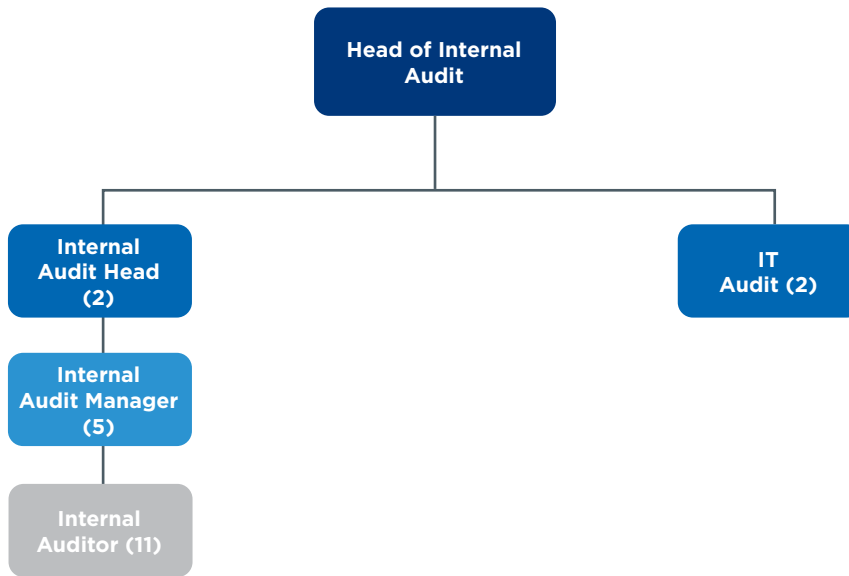 Head of Internal
Audit
Internal
Audit Head
(2)
IT
Audit (2)
Internal
Audit Manager
(5)
Internal
Auditor (11)